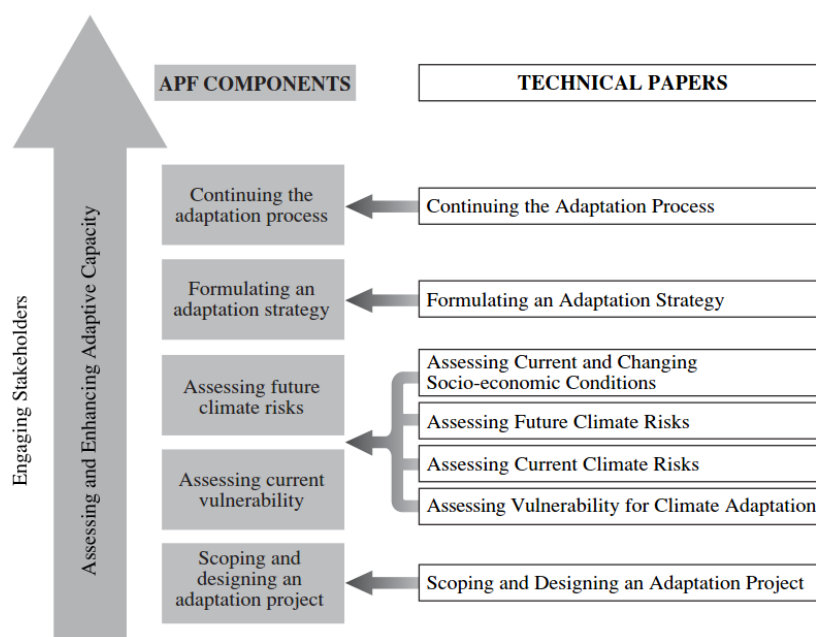 APF COMPONENTS
TECHNICAL PAPERS
Engaging Stakeholders
Assessing and Enhancing Adaptive Capacity
Continuing the
adaptation process
Continuing the Adaptation Process
Formulating an
adaptation strategy
Formulating an Adaptation Strategy
Assessing future
climate risks
Assessing Current and Changing
Socio-economic Conditions
Assessing Future Climate Risks
Assessing current
vulnerability
Assessing Current Climate Risks
Assessing Vulnerability for Climate Adaptation
Scoping and
designing an
adaptation project
Scoping and Designing an Adaptation Project